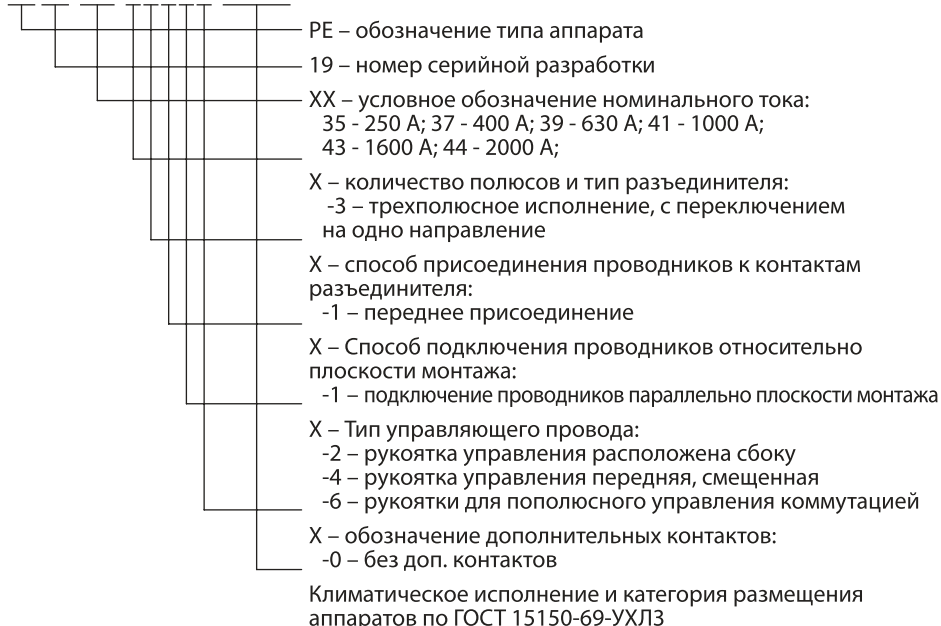 РЕ – обозначение типа аппарата
19 – номер серийной разработки
ХХ – условное обозначение номинального тока:
35 - 250 А; 37 - 400 А; 39 - 630 А; 41 - 1000 А;
43 - 1600 А; 44 - 2000 А;
Х – количество полюсов и тип разъединителя:
-3 – трехполюсное исполнение, с переключением
на одно направление
Х – способ присоединения проводников к контактам
разъединителя:
-1 – переднее присоединение
Х – Способ подключения проводников относительно
плоскости монтажа:
-1 – подключение проводников параллельно плоскости монтажа
Х – Тип управляющего провода:
-2 – рукоятка управления расположена сбоку
-4 – рукоятка управления передняя, смещенная
-6 – рукоятки для пополюсного управления коммутацией
Х – обозначение дополнительных контактов:
-0 – без доп. контактов
Климатическое исполнение и категория размещения
аппаратов по ГОСТ 15150-69-УХЛ3